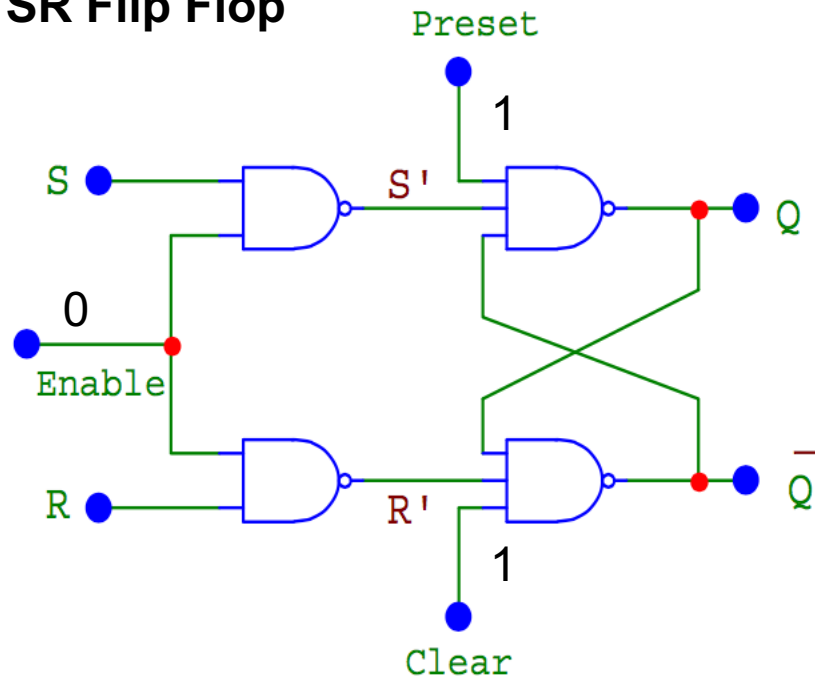 SR Flip Flop
Preset
1
S
S'
Q
0
Enable
R
R'
Q̅
1
Clear